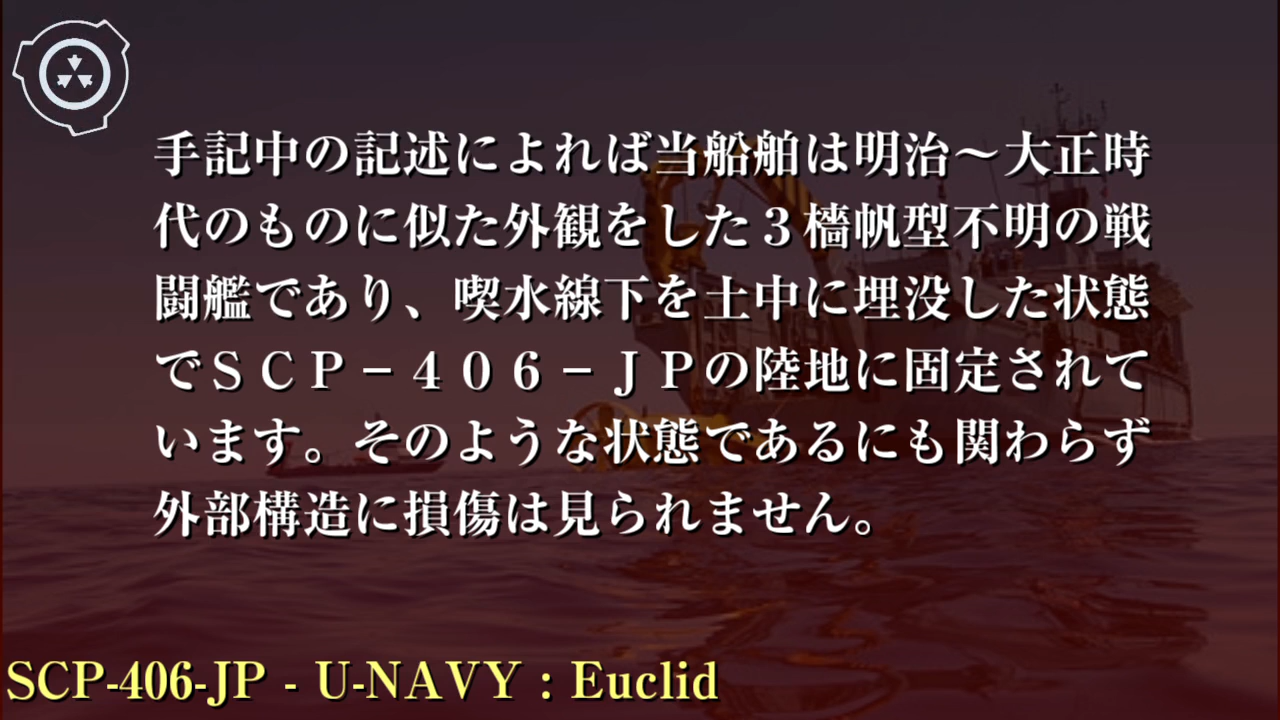 手記中の記述によれば当船舶は明治～大正時
代のものに似た外観をした３檣帆型不明の戦
闘艦であり、喫水線下を土中に埋没した状態
でＳＣＰ－４０６－ＪＰの陸地に固定されて
います。そのような状態であるにも関わらず
外部構造に損傷は見られません。
SCP-406-JP - U-NAVY : Euclid